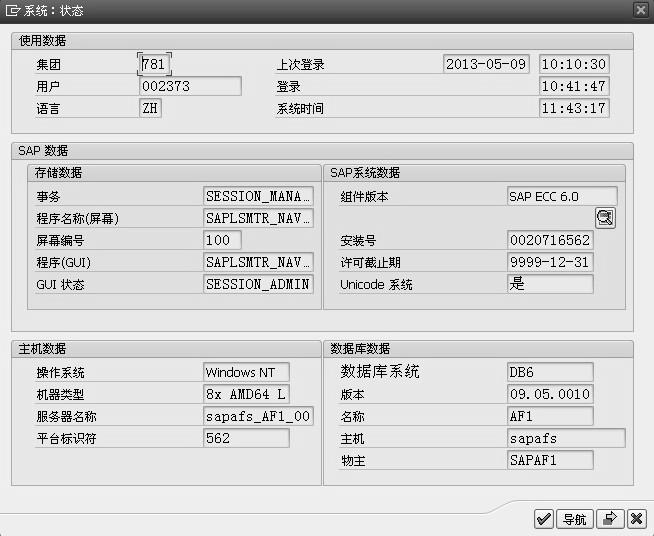 系统：状态
使用数据
集团 781 上次登录 2013-05-09 10:10:30
用户 002373 登录 10:41:47
语言 ZH 系统时间 11:43:17
SAP 数据
存储数据
事务 SESSION_MANA...
程序名称(屏幕) SAPLSMTR_NAV...
屏幕编号 100
程序(GUI) SAPLSMTR_NAV...
GUI 状态 SESSION_ADMIN
SAP系统数据
组件版本 SAP ECC 6.0
安装号 0020716562
许可截止期 9999-12-31
Unicode 系统 是
主机数据
操作系统 Windows NT
机器类型 8x AMD64 L
服务器名称 sapafs_AF1_00
平台标识符 562
数据库数据
数据库系统 DB6
版本 09.05.0010
名称 AF1
主机 sapafs
物主 SAPAF1
导航